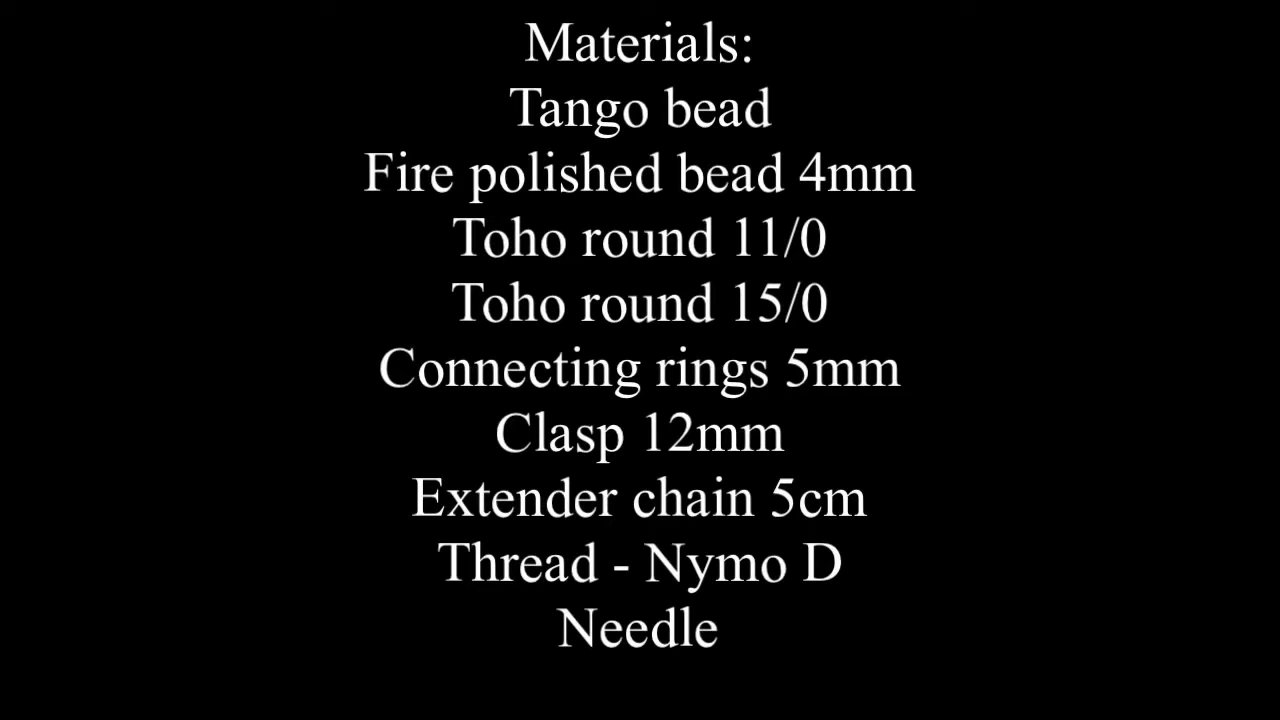 Materials:
Tango bead
Fire polished bead 4mm
Toho round 11/0
Toho round 15/0
Connecting rings 5mm
Clasp 12mm
Extender chain 5cm
Thread - Nymo D
Needle